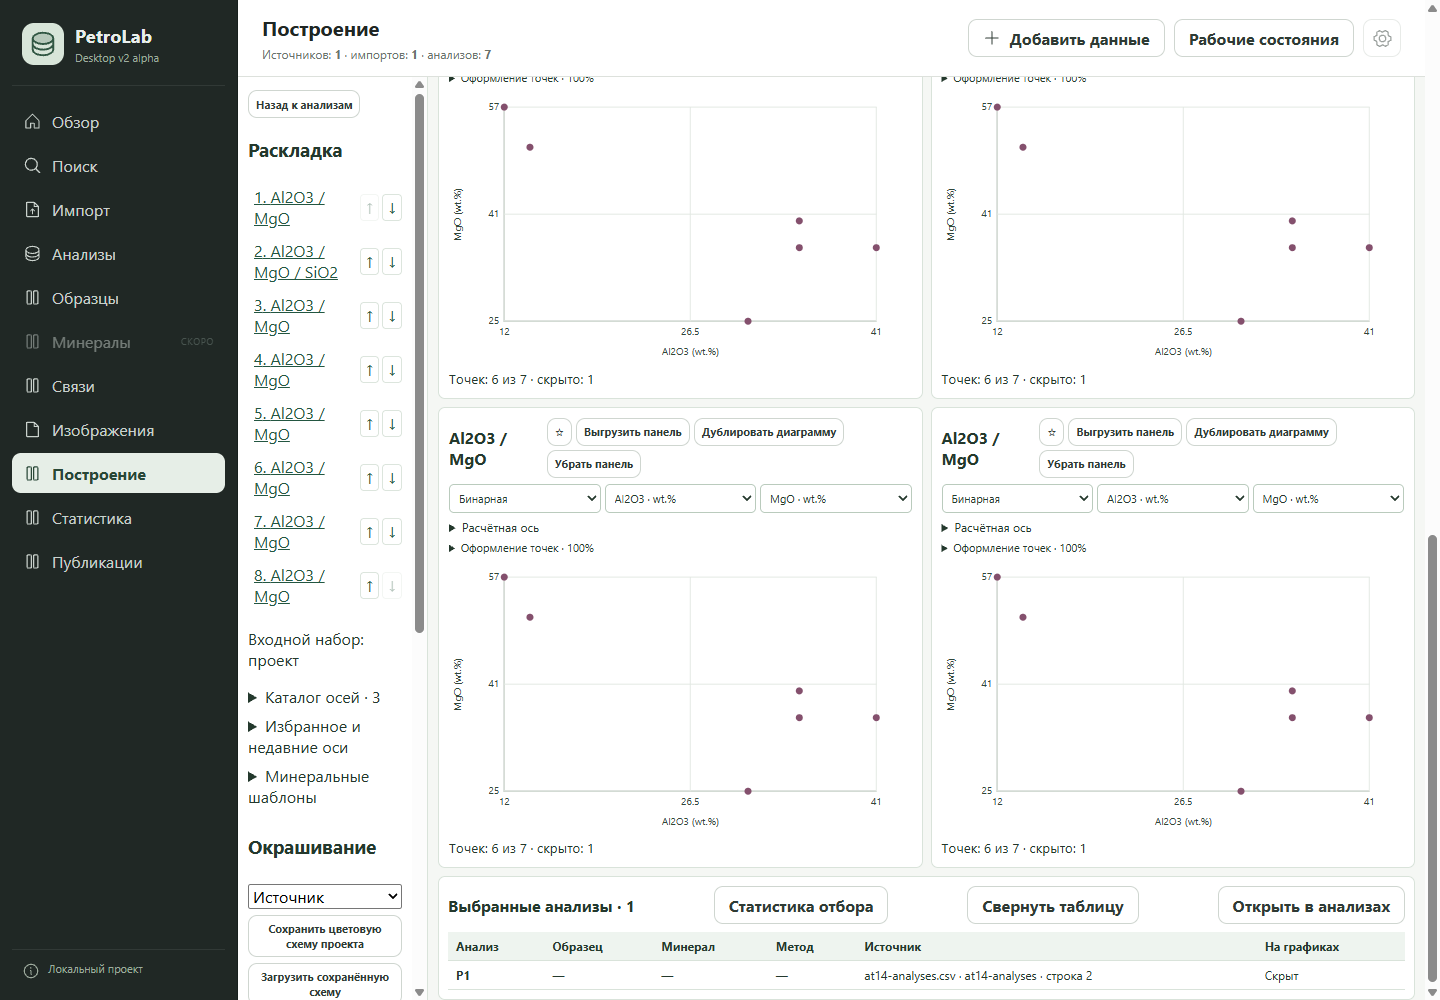 PetroLab
Desktop v2 alpha
Обзор
Поиск
Импорт
Анализы
Образцы
Минералы СКОРО
Связи
Изображения
Построение
Статистика
Публикации
Локальный проект
Построение
Источников: 1 · импортов: 1 · анализов: 7
Добавить данные
Рабочие состояния
Назад к анализам
Раскладка
1. Al2O3 /
MgO
↑ ↓
2. Al2O3 /
MgO / SiO2
↑ ↓
3. Al2O3 /
MgO
↑ ↓
4. Al2O3 /
MgO
↑ ↓
5. Al2O3 /
MgO
↑ ↓
6. Al2O3 /
MgO
↑ ↓
7. Al2O3 /
MgO
↑ ↓
8. Al2O3 /
MgO
↑ ↓
Входной набор:
проект
Каталог осей · 3
Избранное и
недавние оси
Минеральные
шаблоны
Окрашивание
Источник
Сохранить цветовую
схему проекта
Загрузить сохранённую
схему
Оформление точек · 100%
57
41
25
MgO (wt.%)
12 26.5 41
Al2O3 (wt.%)
Точек: 6 из 7 · скрыто: 1
Оформление точек · 100%
57
41
25
MgO (wt.%)
12 26.5 41
Al2O3 (wt.%)
Точек: 6 из 7 · скрыто: 1
Al2O3 /
MgO
☆ Выгрузить панель Дублировать диаграмму
Убрать панель
Бинарная Al2O3 · wt.% MgO · wt.%
Расчётная ось
Оформление точек · 100%
57
41
25
MgO (wt.%)
12 26.5 41
Al2O3 (wt.%)
Точек: 6 из 7 · скрыто: 1
Al2O3 /
MgO
☆ Выгрузить панель Дублировать диаграмму
Убрать панель
Бинарная Al2O3 · wt.% MgO · wt.%
Расчётная ось
Оформление точек · 100%
57
41
25
MgO (wt.%)
12 26.5 41
Al2O3 (wt.%)
Точек: 6 из 7 · скрыто: 1
Выбранные анализы · 1
Статистика отбора
Свернуть таблицу
Открыть в анализах
Анализ Образец Минерал Метод Источник На графиках
P1 — — — at14-analyses.csv · at14-analyses · строка 2 Скрыт